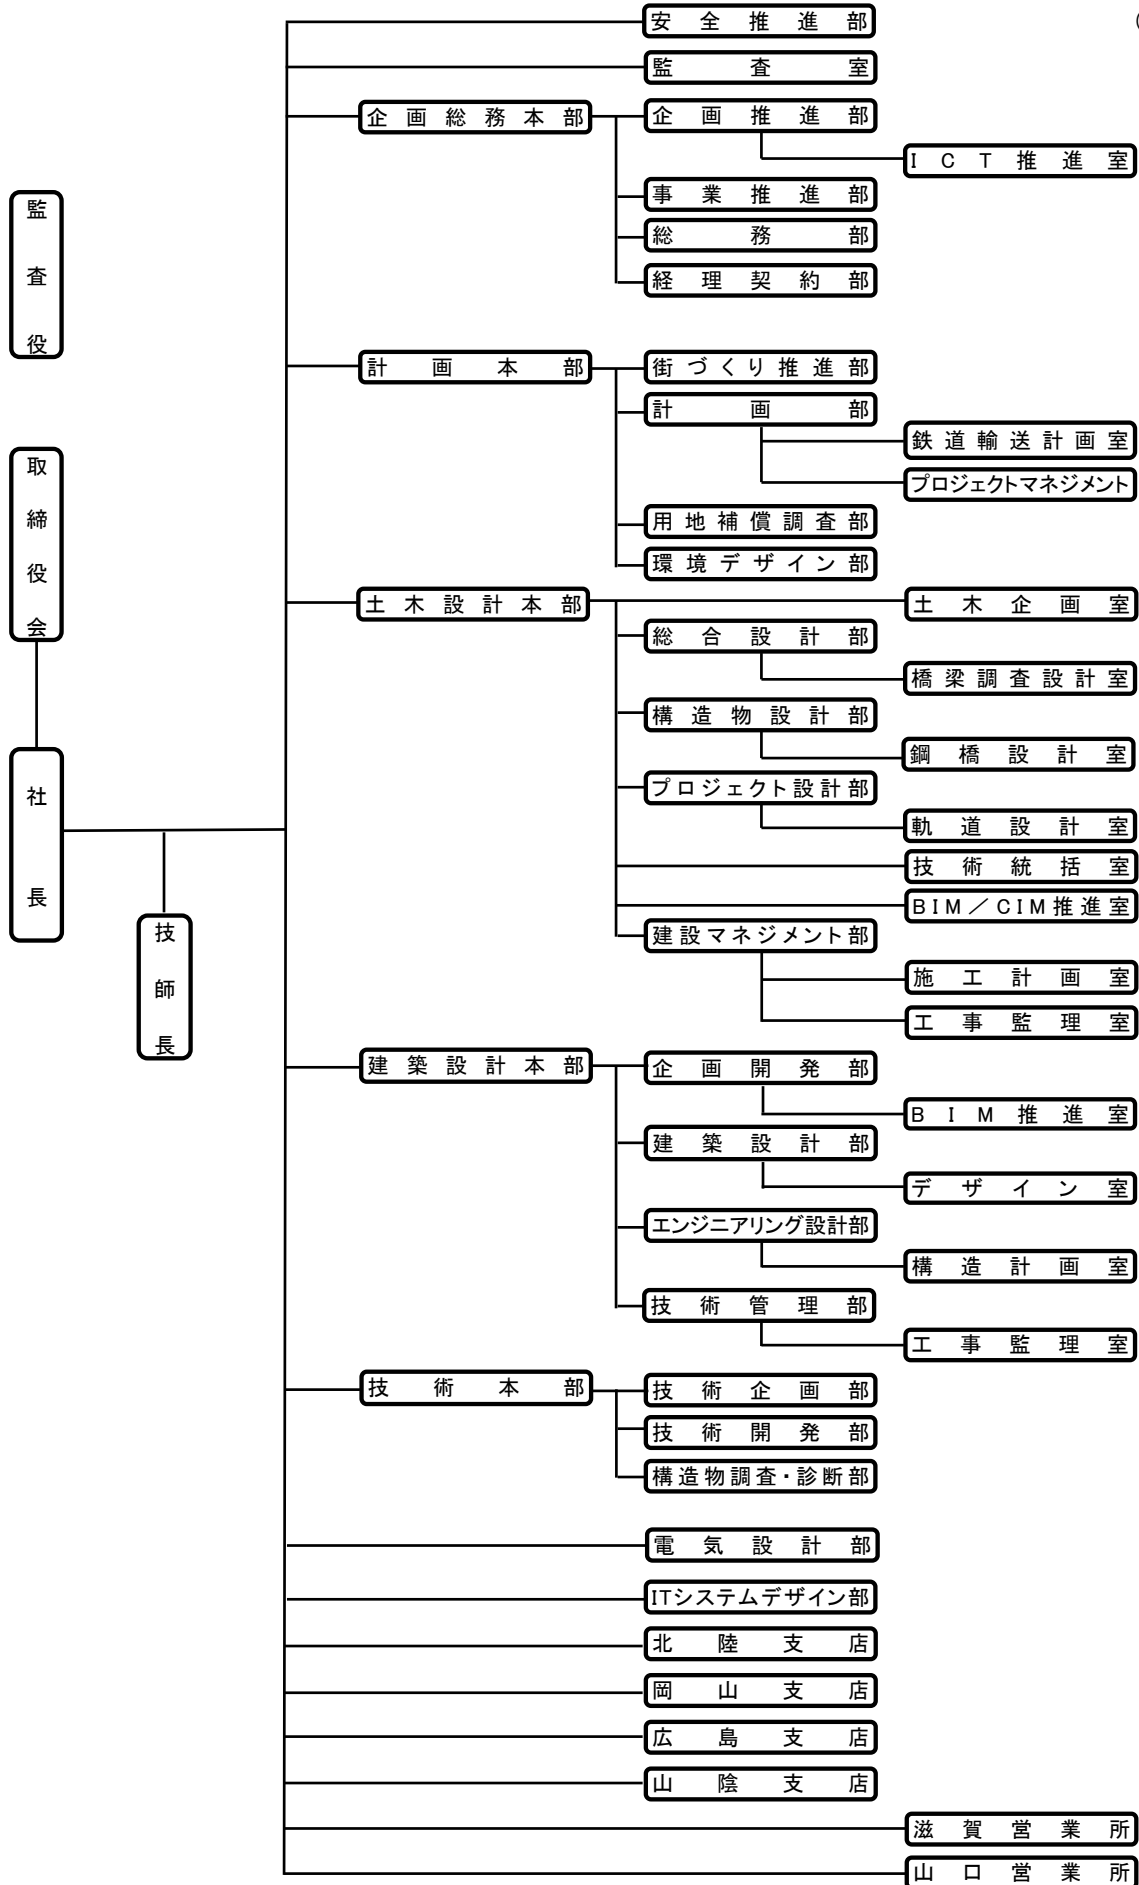 安全推進部
監査室
企画総務本部
企画推進部
ICT推進室
事業推進部
総務部
経理契約部
監査役
計画本部
街づくり推進部
計画部
鉄道輸送計画室
プロジェクトマネジメント
用地補償調査部
環境デザイン部
取締役会
土木設計本部
土木企画室
総合設計部
橋梁調査設計室
構造物設計部
鋼橋設計室
プロジェクト設計部
軌道設計室
技術統括室
BIM/CIM推進室
建設マネジメント部
施工計画室
工事監理室
社長
技師長
建築設計本部
企画開発部
BIM推進室
建築設計部
デザイン室
エンジニアリング設計部
構造計画室
技術管理部
工事監理室
技術本部
技術企画部
技術開発部
構造物調査・診断部
電気設計部
ITシステムデザイン部
北陸支店
岡山支店
広島支店
山陰支店
滋賀営業所
山口営業所